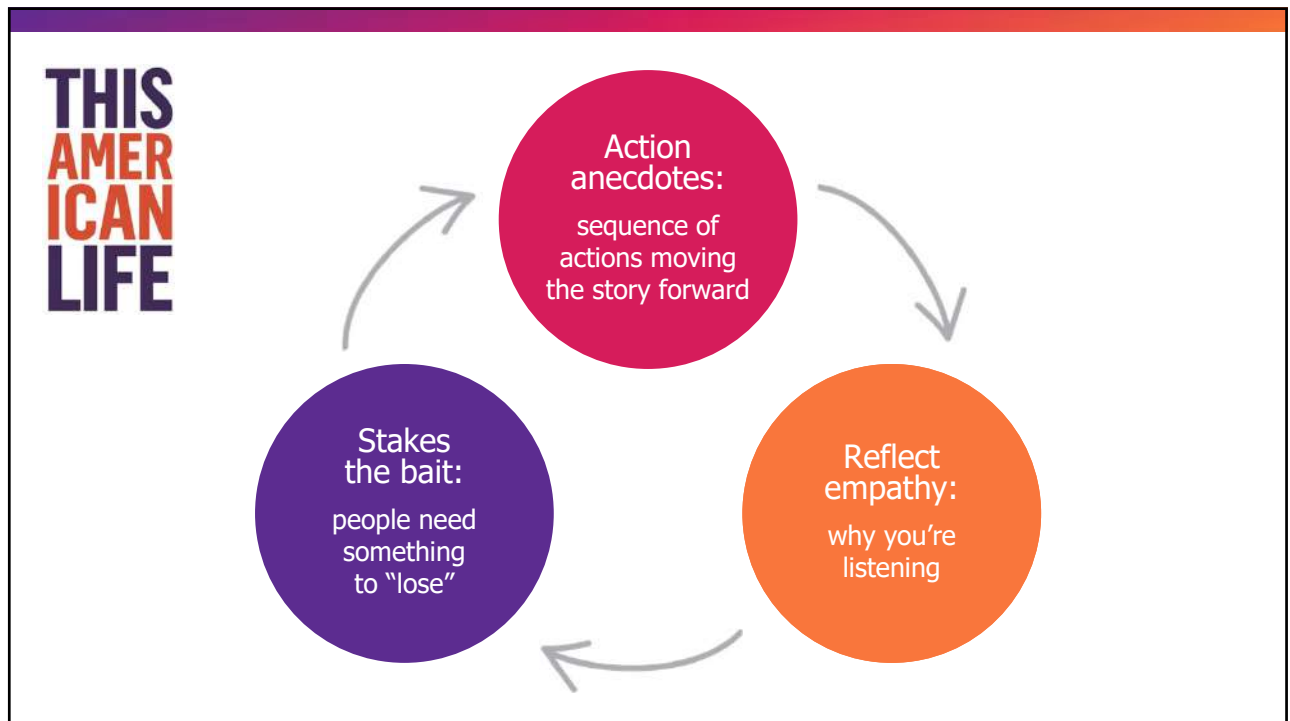 THIS
AMER
ICAN
LIFE
Action
anecdotes:
sequence of
actions moving
the story forward
Stakes
the bait:
people need
something
to “lose”
Reflect
empathy:
why you’re
listening